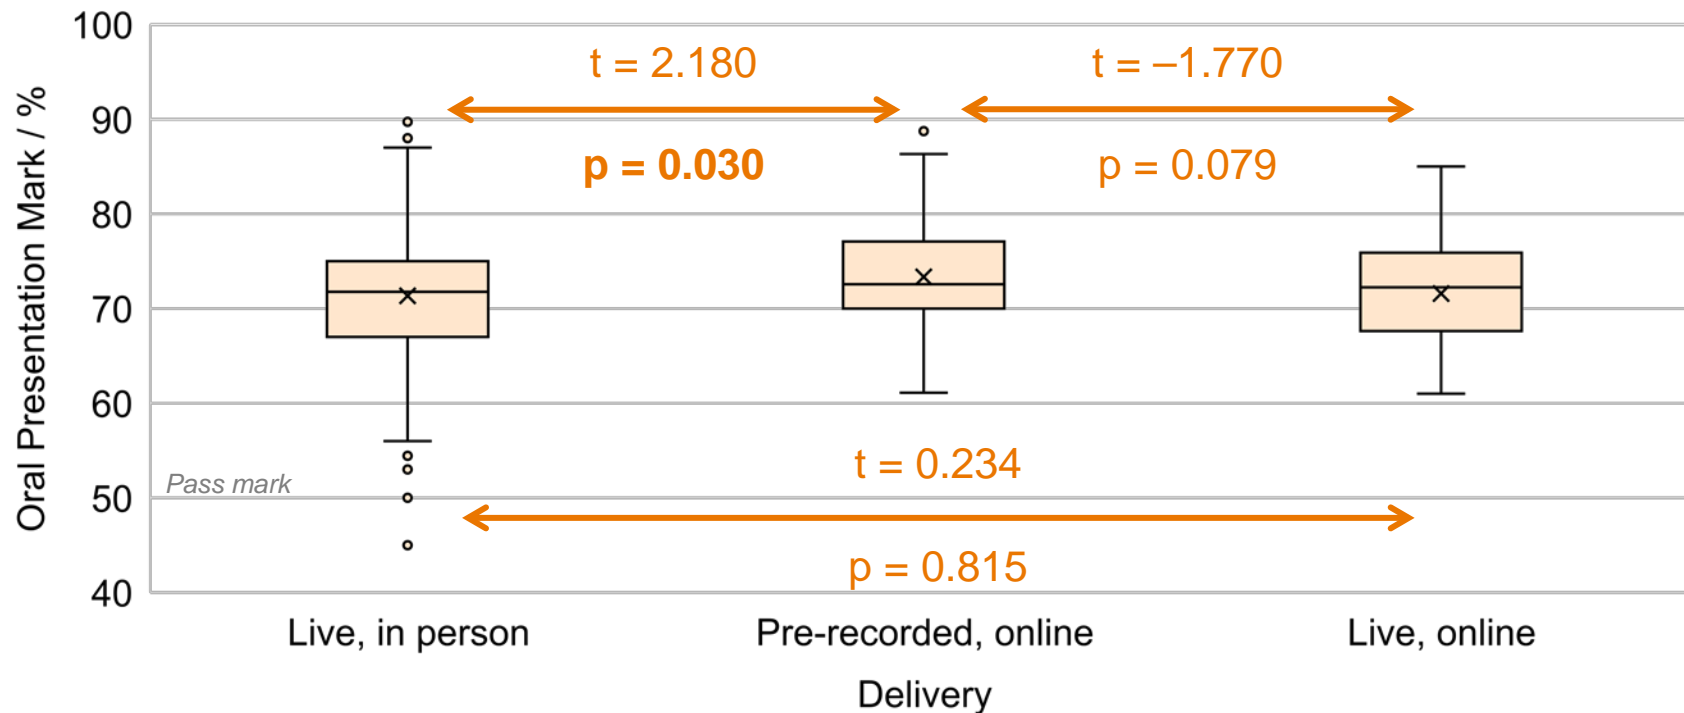 Oral Presentation Mark / %
100
90
80
70
60
50
40
t = 2.180
p = 0.030
t = –1.770
p = 0.079
Pass mark
t = 0.234
p = 0.815
Live, in person
Pre-recorded, online
Live, online
Delivery